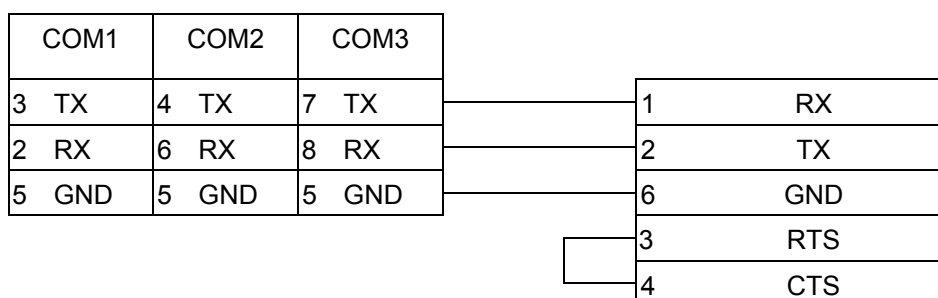 COM1 COM2 COM3
3 TX 4 TX 7 TX 1 RX
2 RX 6 RX 8 RX 2 TX
5 GND 5 GND 5 GND 6 GND
3 RTS
4 CTS